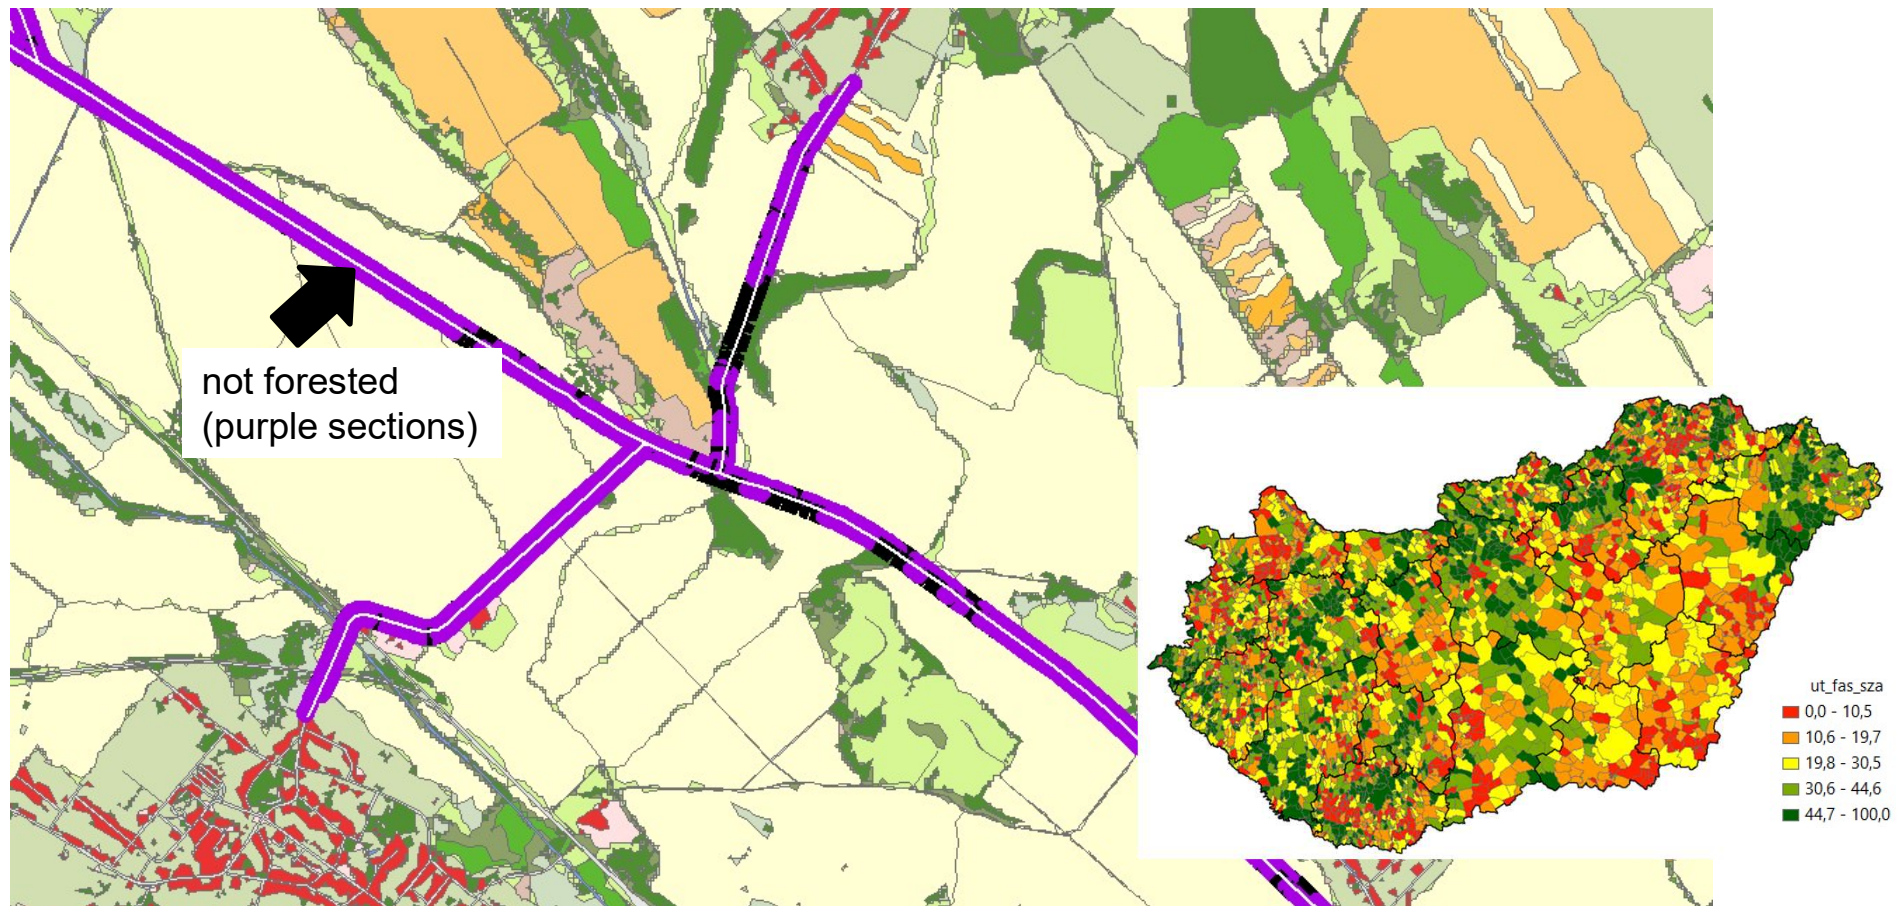 not forested
(purple sections)
ut_fas_sza
0,0 - 10,5
10,6 - 19,7
19,8 - 30,5
30,6 - 44,6
44,7 - 100,0